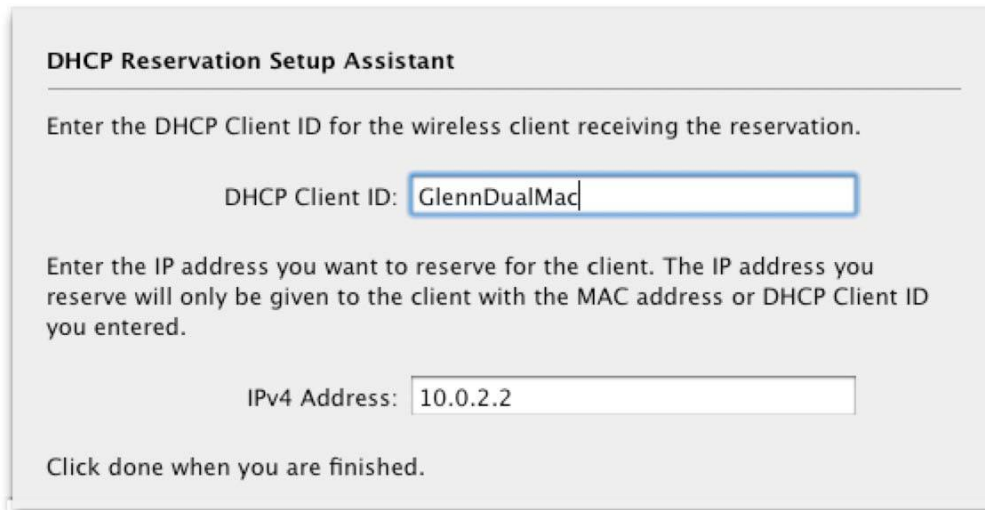 DHCP Reservation Setup Assistant
Enter the DHCP Client ID for the wireless client receiving the reservation.
DHCP Client ID: GlennDualMac
Enter the IP address you want to reserve for the client. The IP address you
reserve will only be given to the client with the MAC address or DHCP Client ID
you entered.
IPv4 Address: 10.0.2.2
Click done when you are finished.